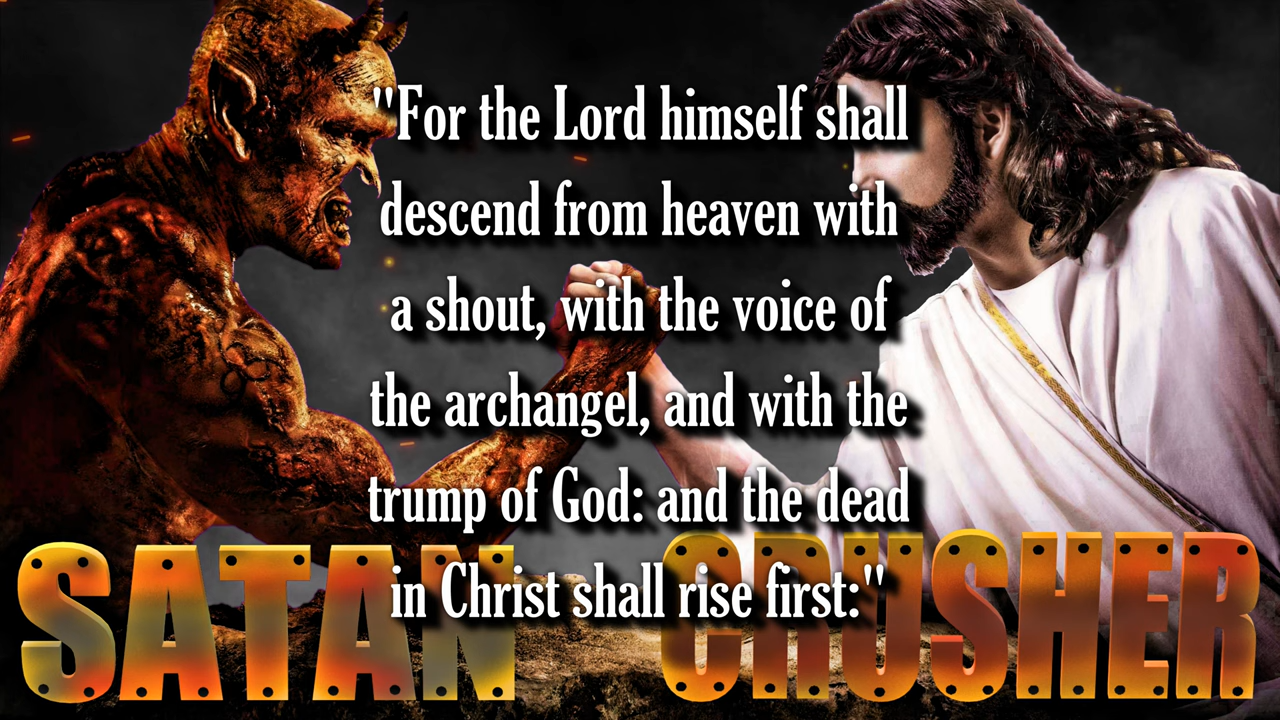 "For the Lord himself shall
descend from heaven with
a shout, with the voice of
the archangel, and with the
trump of God: and the dead
in Christ shall rise first:"
SATAN CRUSHER